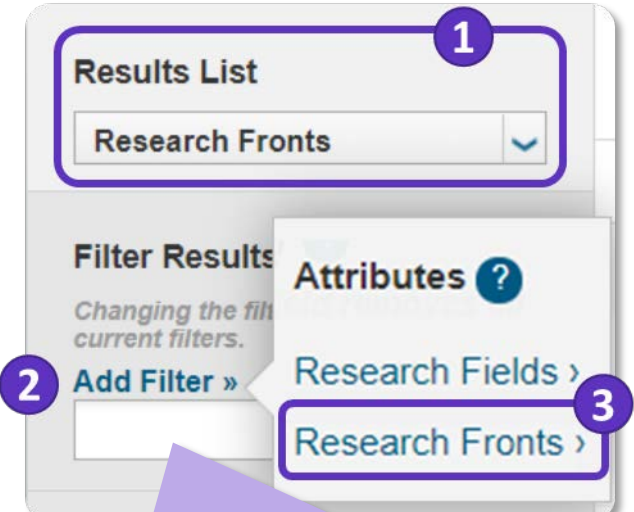 1
Results List
Research Fronts
Filter Results
Attributes ?
Changing the
current filters.
2
Add Filter »
Research Fields ›
3
Research Fronts ›